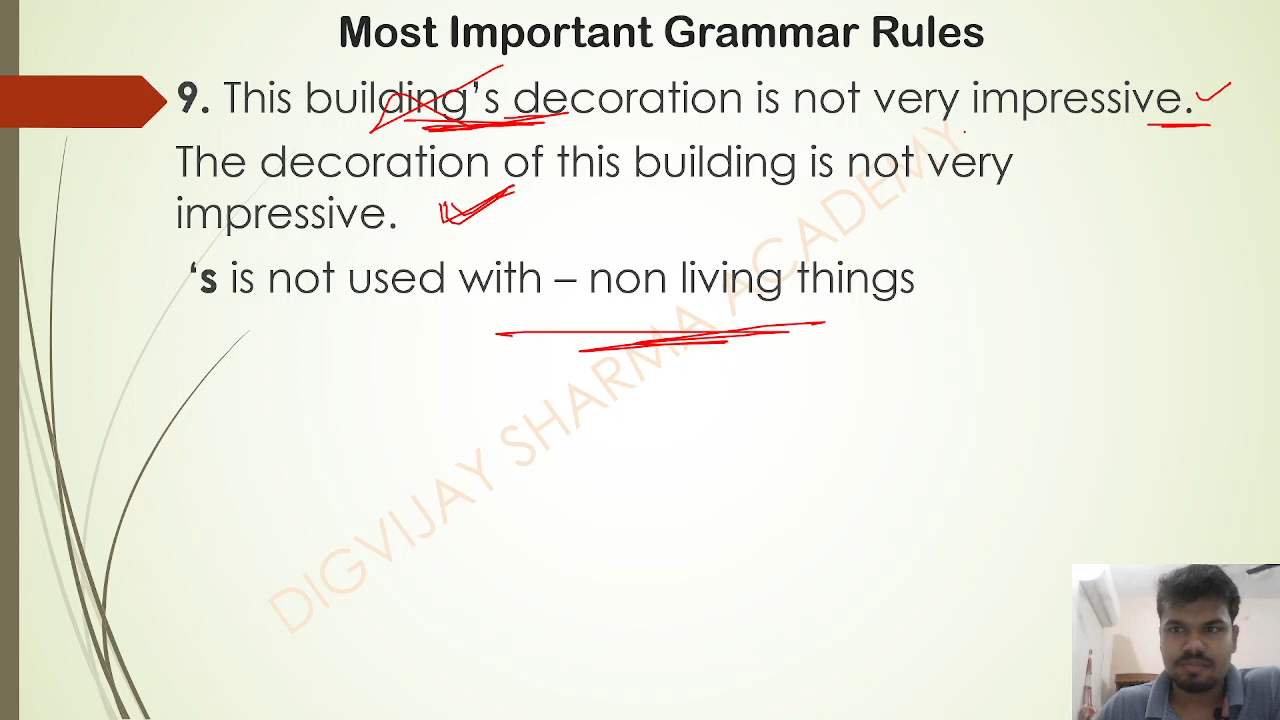 Most Important Grammar Rules
9. This building's decoration is not very impressive.
The decoration of this building is not very
impressive.
‘s is not used with – non living things
DIGVIJAY SHARMA ACADEMY